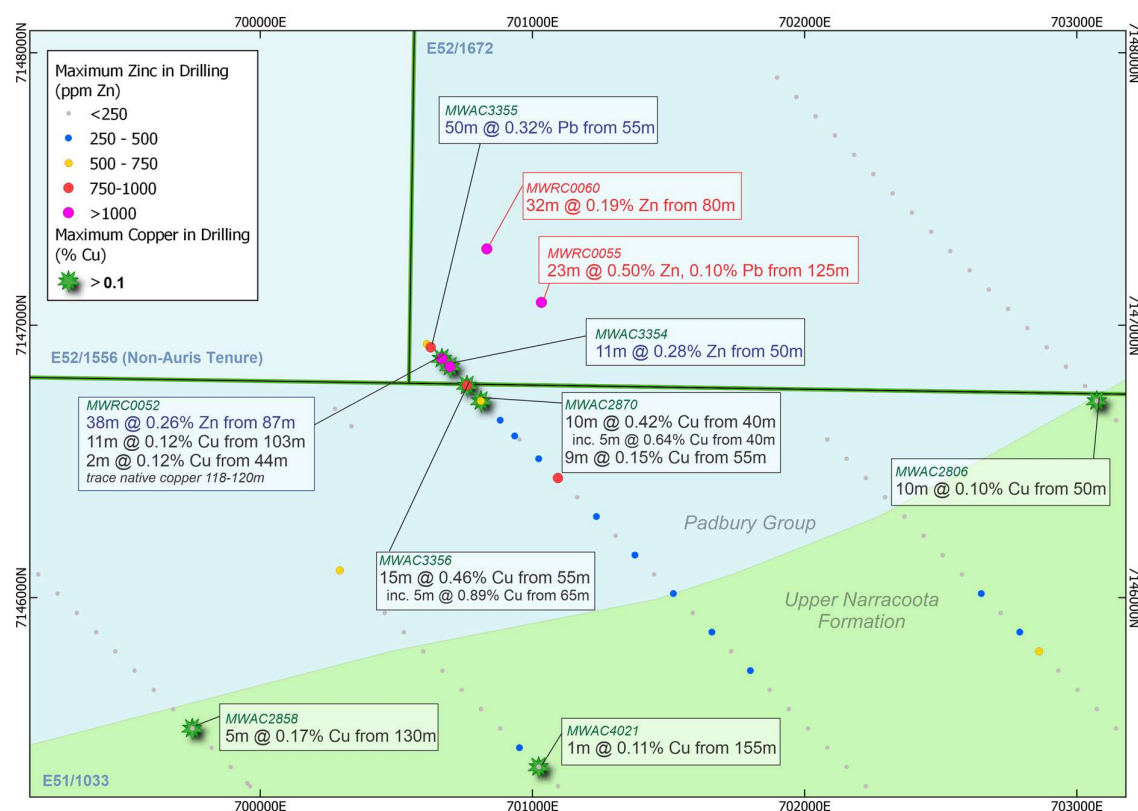 700000E
701000E
702000E
703000E
7148000N
7148000N
E52/1672
Maximum Zinc in Drilling
(ppm Zn)
<250
250 - 500
500 - 750
750-1000
>1000
Maximum Copper in Drilling
(% Cu)
> 0.1
MWAC3355
50m @ 0.32% Pb from 55m
MWRC0060
32m @ 0.19% Zn from 80m
MWRC0055
23m @ 0.50% Zn, 0.10% Pb from 125m
7147000N
7147000N
MWAC3354
11m @ 0.28% Zn from 50m
E52/1556 (Non-Auris Tenure)
MWRC0052
38m @ 0.26% Zn from 87m
11m @ 0.12% Cu from 103m
2m @ 0.12% Cu from 44m
trace native copper 118-120m
MWAC2870
10m @ 0.42% Cu from 40m
inc. 5m @ 0.64% Cu from 40m
9m @ 0.15% Cu from 55m
MWAC2806
10m @ 0.10% Cu from 50m
Padbury Group
MWAC3356
15m @ 0.46% Cu from 55m
inc. 5m @ 0.89% Cu from 65m
7146000N
7146000N
Upper Narracoota
Formation
MWAC2858
5m @ 0.17% Cu from 130m
MWAC4021
1m @ 0.11% Cu from 155m
E51/1033
700000E
701000E
702000E
703000E